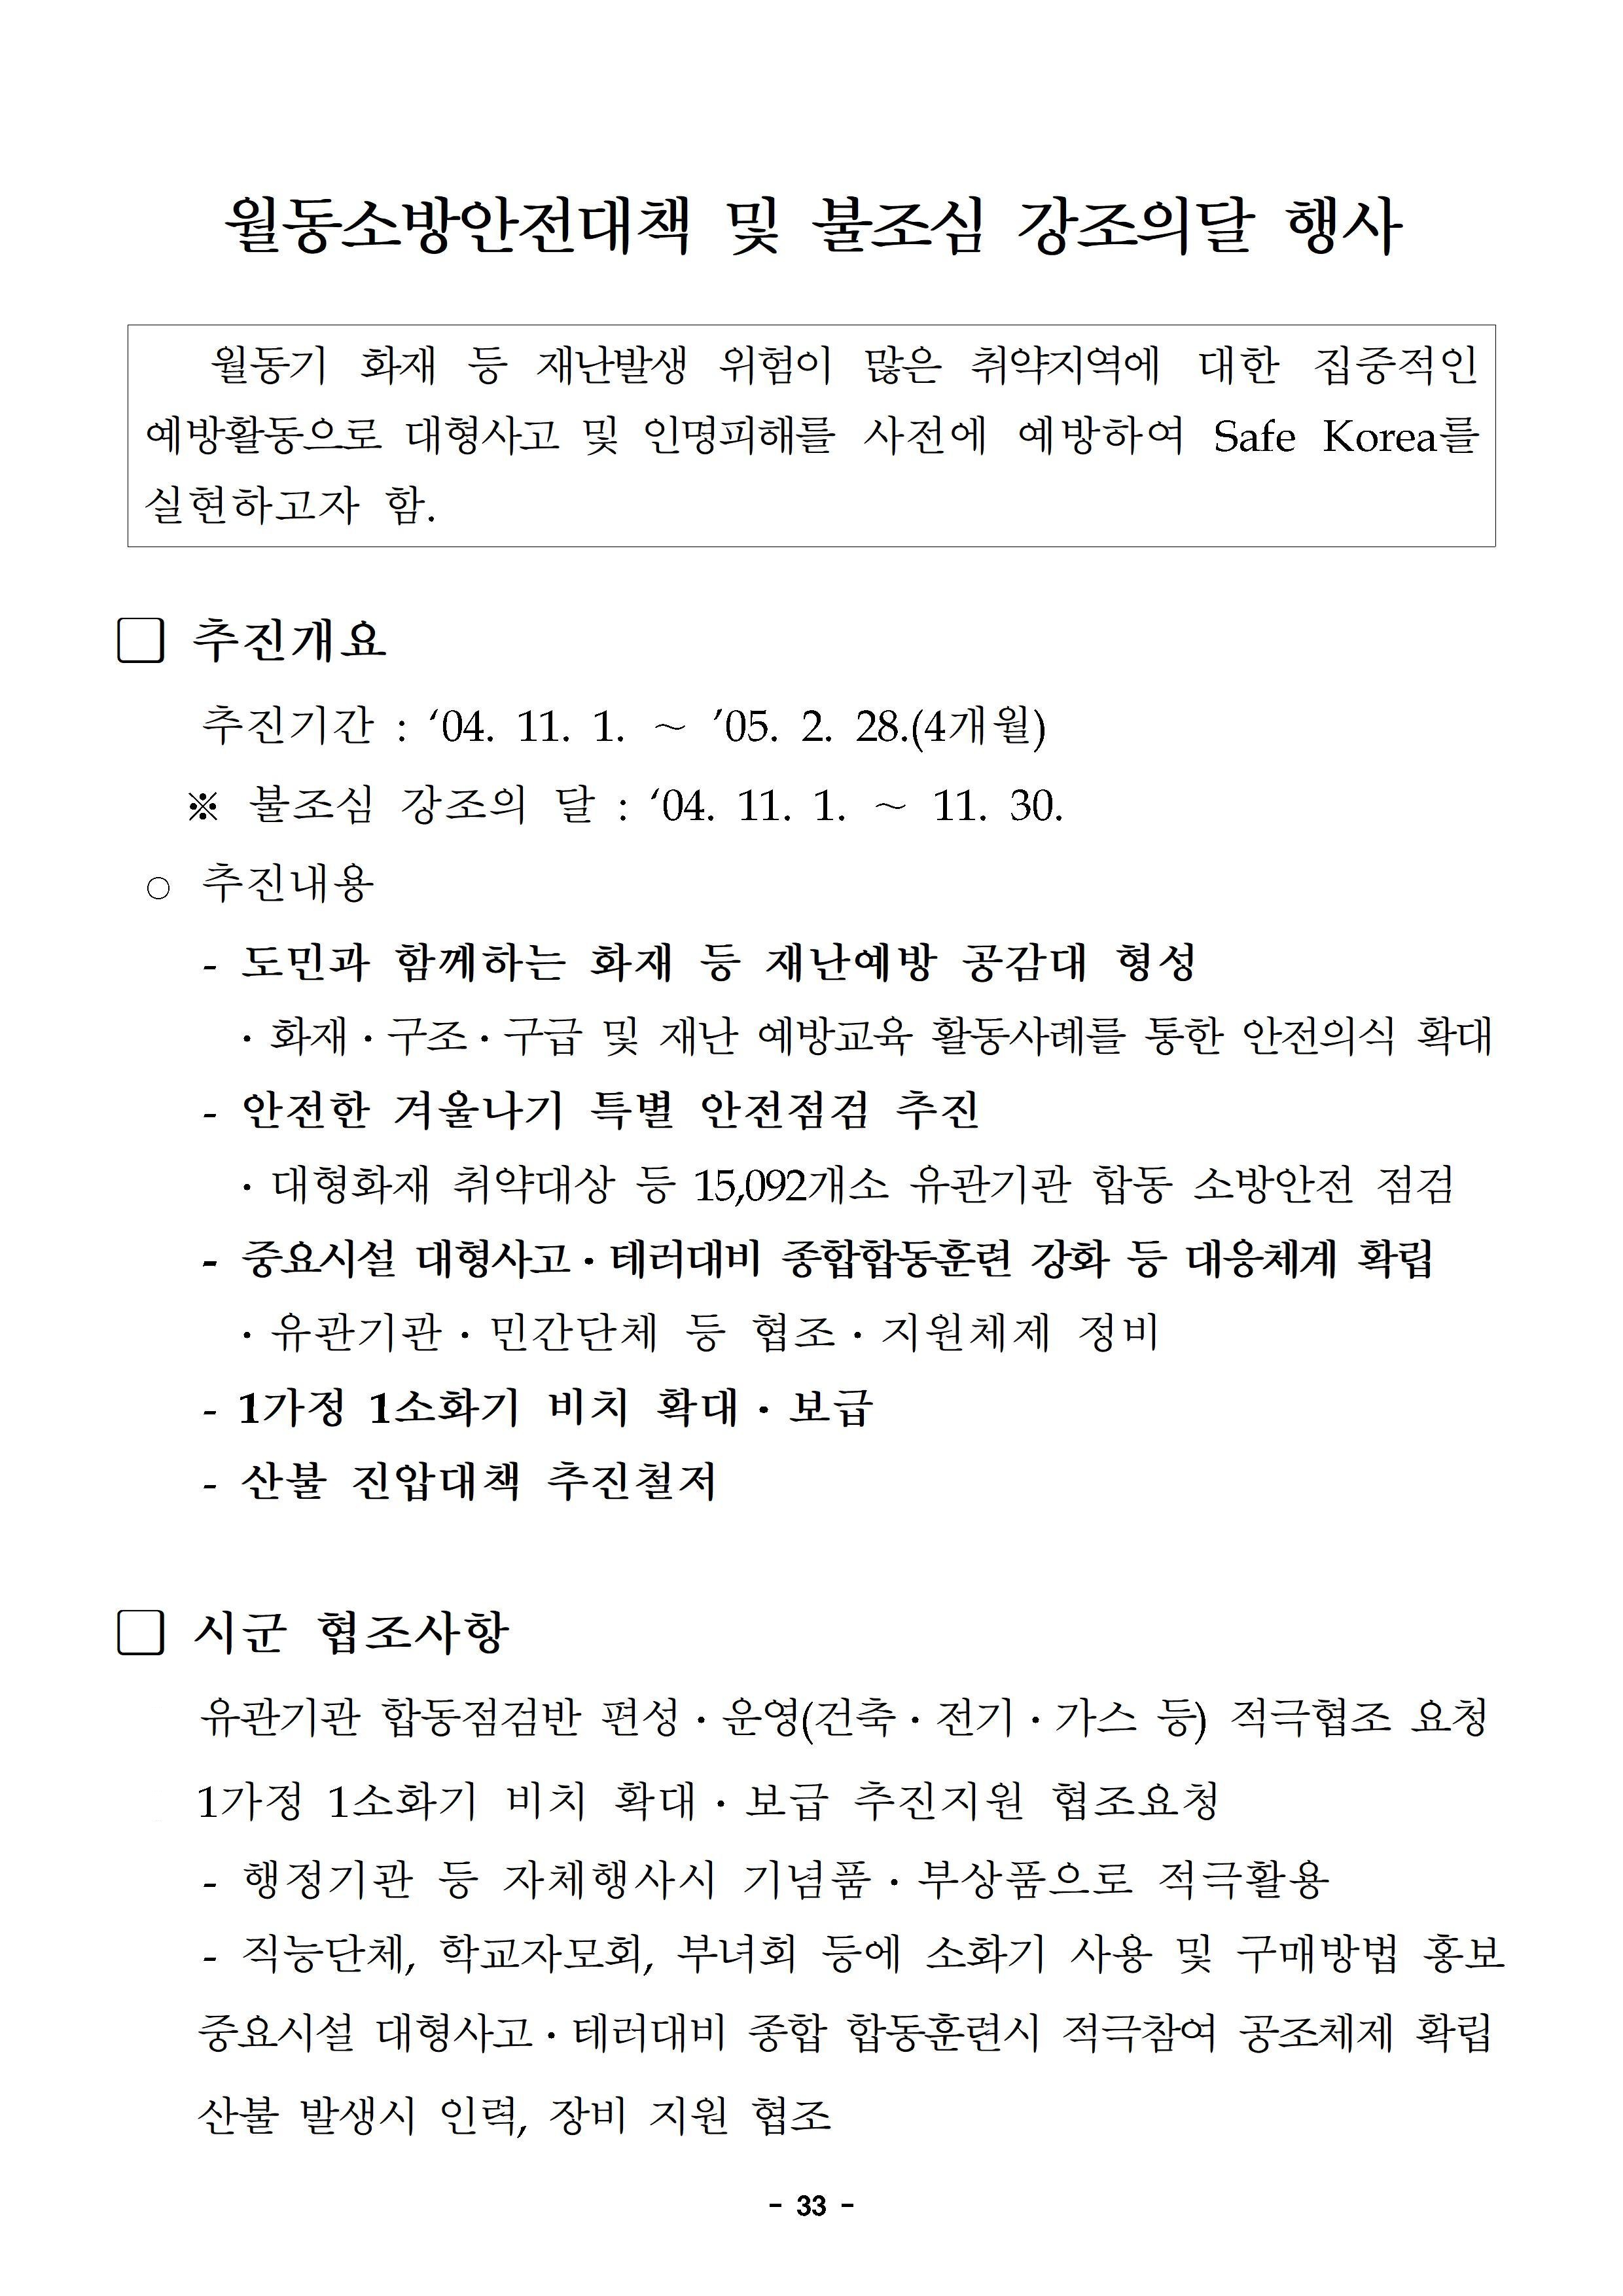 월동소방안전대책 및 불조심 강조의달 행사
월동기 화재 등 재난발생 위험이 많은 취약지역에 대한 집중적인
예방활동으로 대형사고 및 인명피해를 사전에 예방하여 Safe Korea를
실현하고자 함.
□ 추진개요
추진기간 : ‘04. 11. 1. ～ ’05. 2. 28.(4개월)
※ 불조심 강조의 달 : ‘04. 11. 1. ～ 11. 30.
○ 추진내용
- 도민과 함께하는 화재 등 재난예방 공감대 형성
· 화재·구조·구급 및 재난 예방교육 활동사례를 통한 안전의식 확대
- 안전한 겨울나기 특별 안전점검 추진
· 대형화재 취약대상 등 15,092개소 유관기관 합동 소방안전 점검
- 중요시설 대형사고·테러대비 종합합동훈련 강화 등 대응체계 확립
· 유관기관·민간단체 등 협조·지원체제 정비
- 1가정 1소화기 비치 확대·보급
- 산불 진압대책 추진철저
□ 시군 협조사항
유관기관 합동점검반 편성·운영(건축·전기·가스 등) 적극협조 요청
1가정 1소화기 비치 확대·보급 추진지원 협조요청
- 행정기관 등 자체행사시 기념품·부상품으로 적극활용
- 직능단체, 학교자모회, 부녀회 등에 소화기 사용 및 구매방법 홍보
중요시설 대형사고·테러대비 종합 합동훈련시 적극참여 공조체제 확립
산불 발생시 인력, 장비 지원 협조
- 33 -